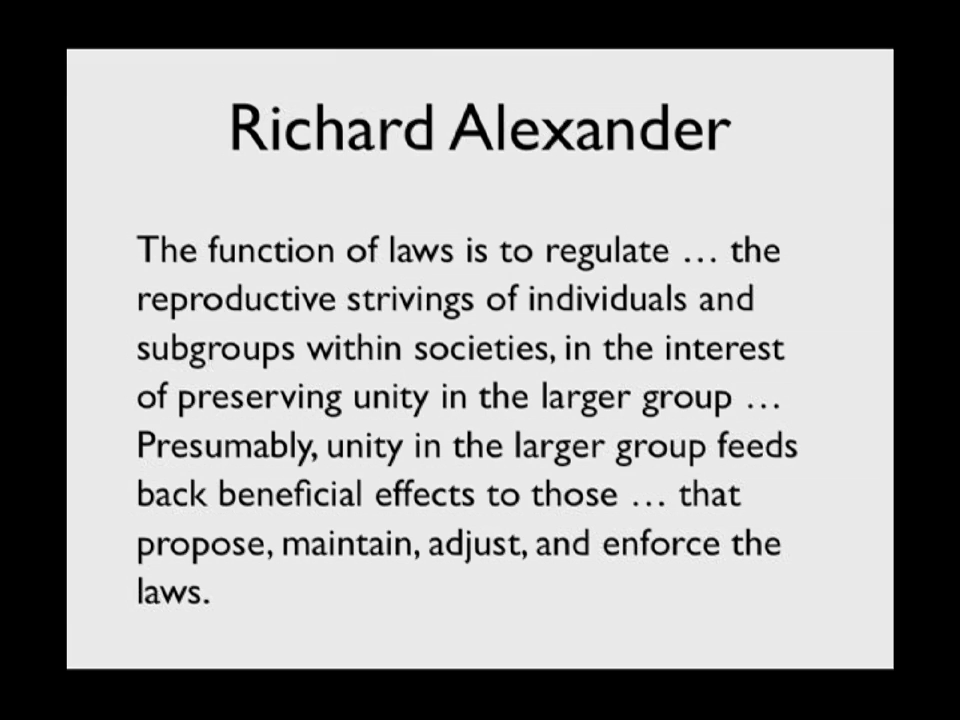 Richard Alexander
The function of laws is to regulate … the
reproductive strivings of individuals and
subgroups within societies, in the interest
of preserving unity in the larger group …
Presumably, unity in the larger group feeds
back beneficial effects to those … that
propose, maintain, adjust, and enforce the
laws.